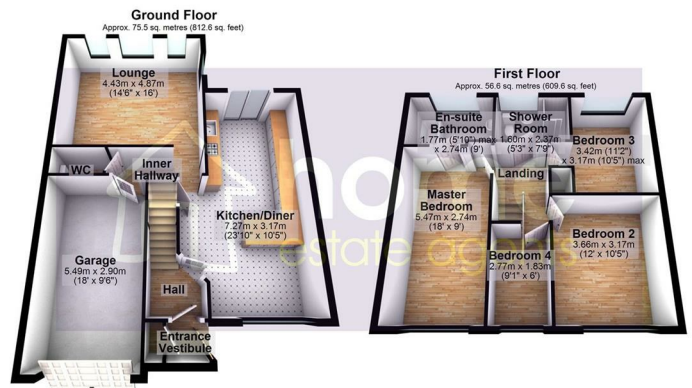 Ground Floor
Approx. 75.5 sq. metres (812.6 sq. feet)
Lounge
4.43m x 4.87m
(14'6" x 16')
WC
Inner
Hallway
Kitchen/Diner
7.27m x 3.17m
(23'10" x 10'5")
Garage
5.49m x 2.90m
(18' x 9'6")
Hall
Entrance
Vestibule
First Floor
Approx. 56.6 sq. metres (609.6 sq. feet)
En-suite
Bathroom
1.77m (5'10") max
x 2.74m (9')
Shower
Room
1.60m x 2.37m
(5'3" x 7'9")
Bedroom 3
3.42m (11'2")
x 3.17m (10'5") max
Landing
Master
Bedroom
5.47m x 2.74m
(18' x 9')
Bedroom 2
3.66m x 3.17m
(12' x 10'5")
Bedroom 4
2.77m x 1.83m
(9'1" x 6')
estate agents